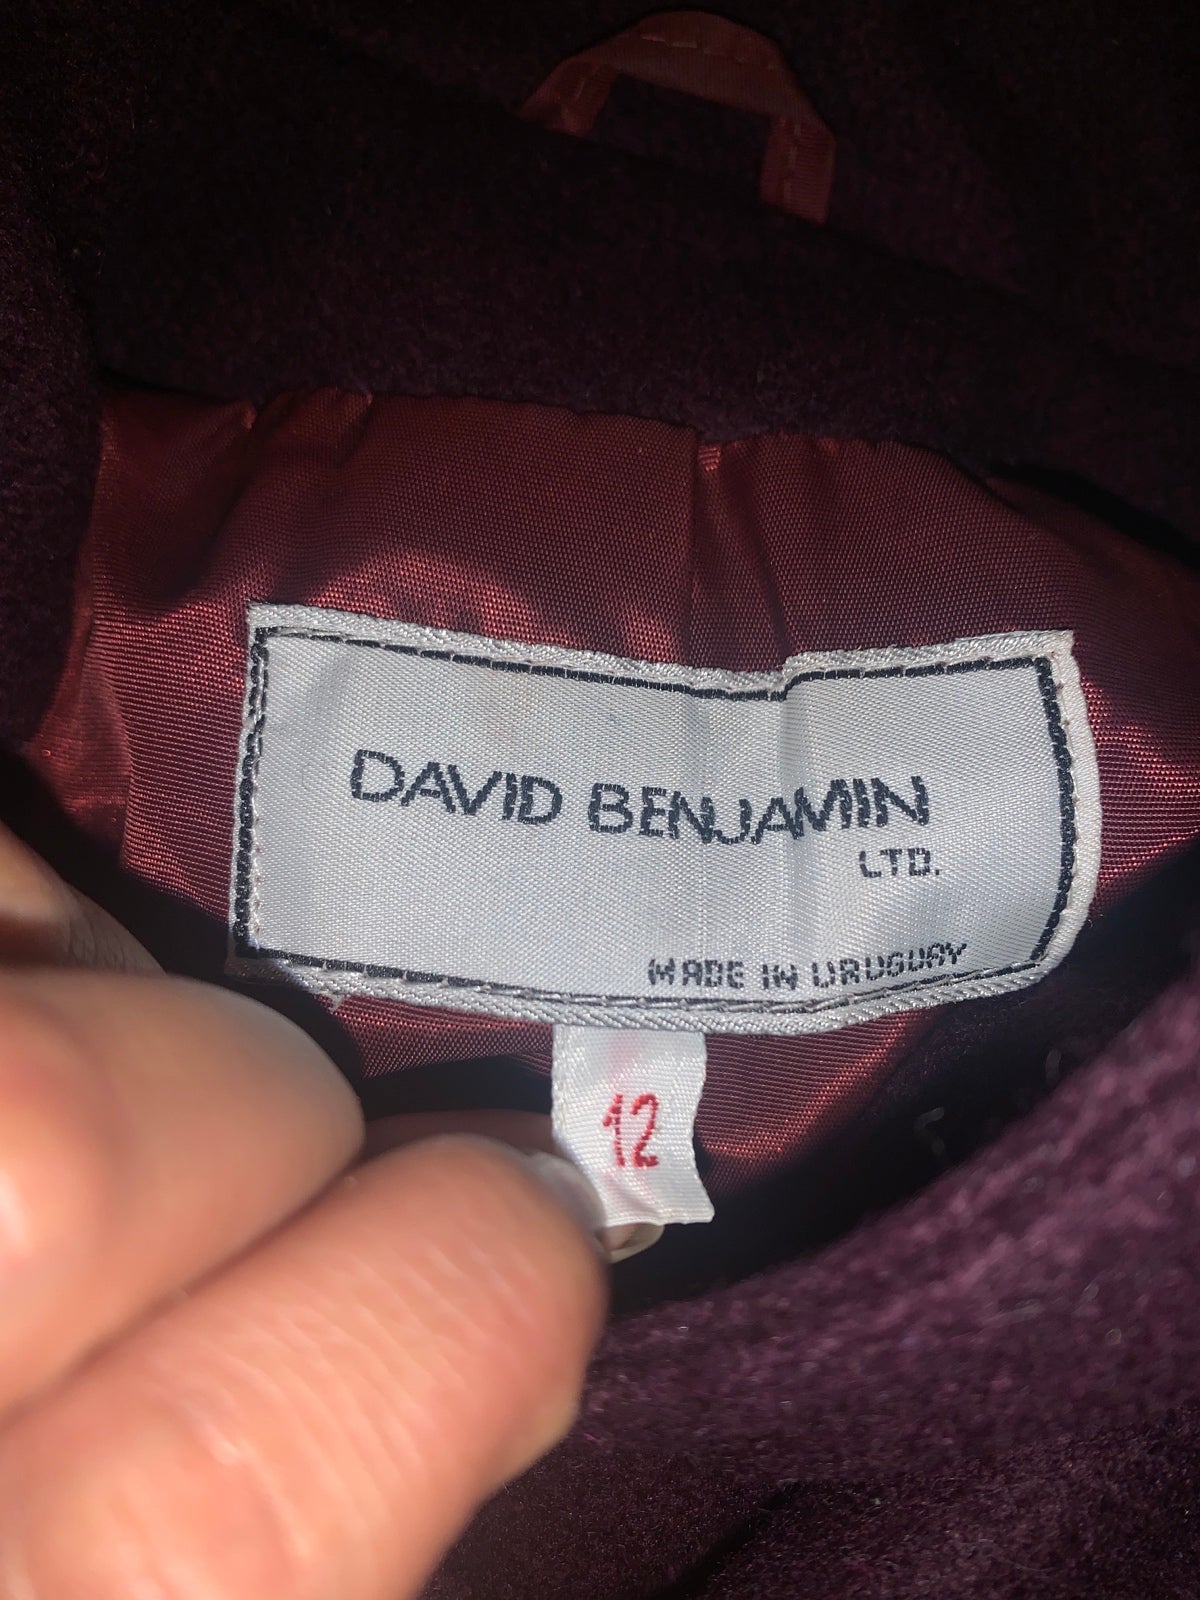 DAVID BENJAMIN
LTD.
MADE IN URUGUAY
12